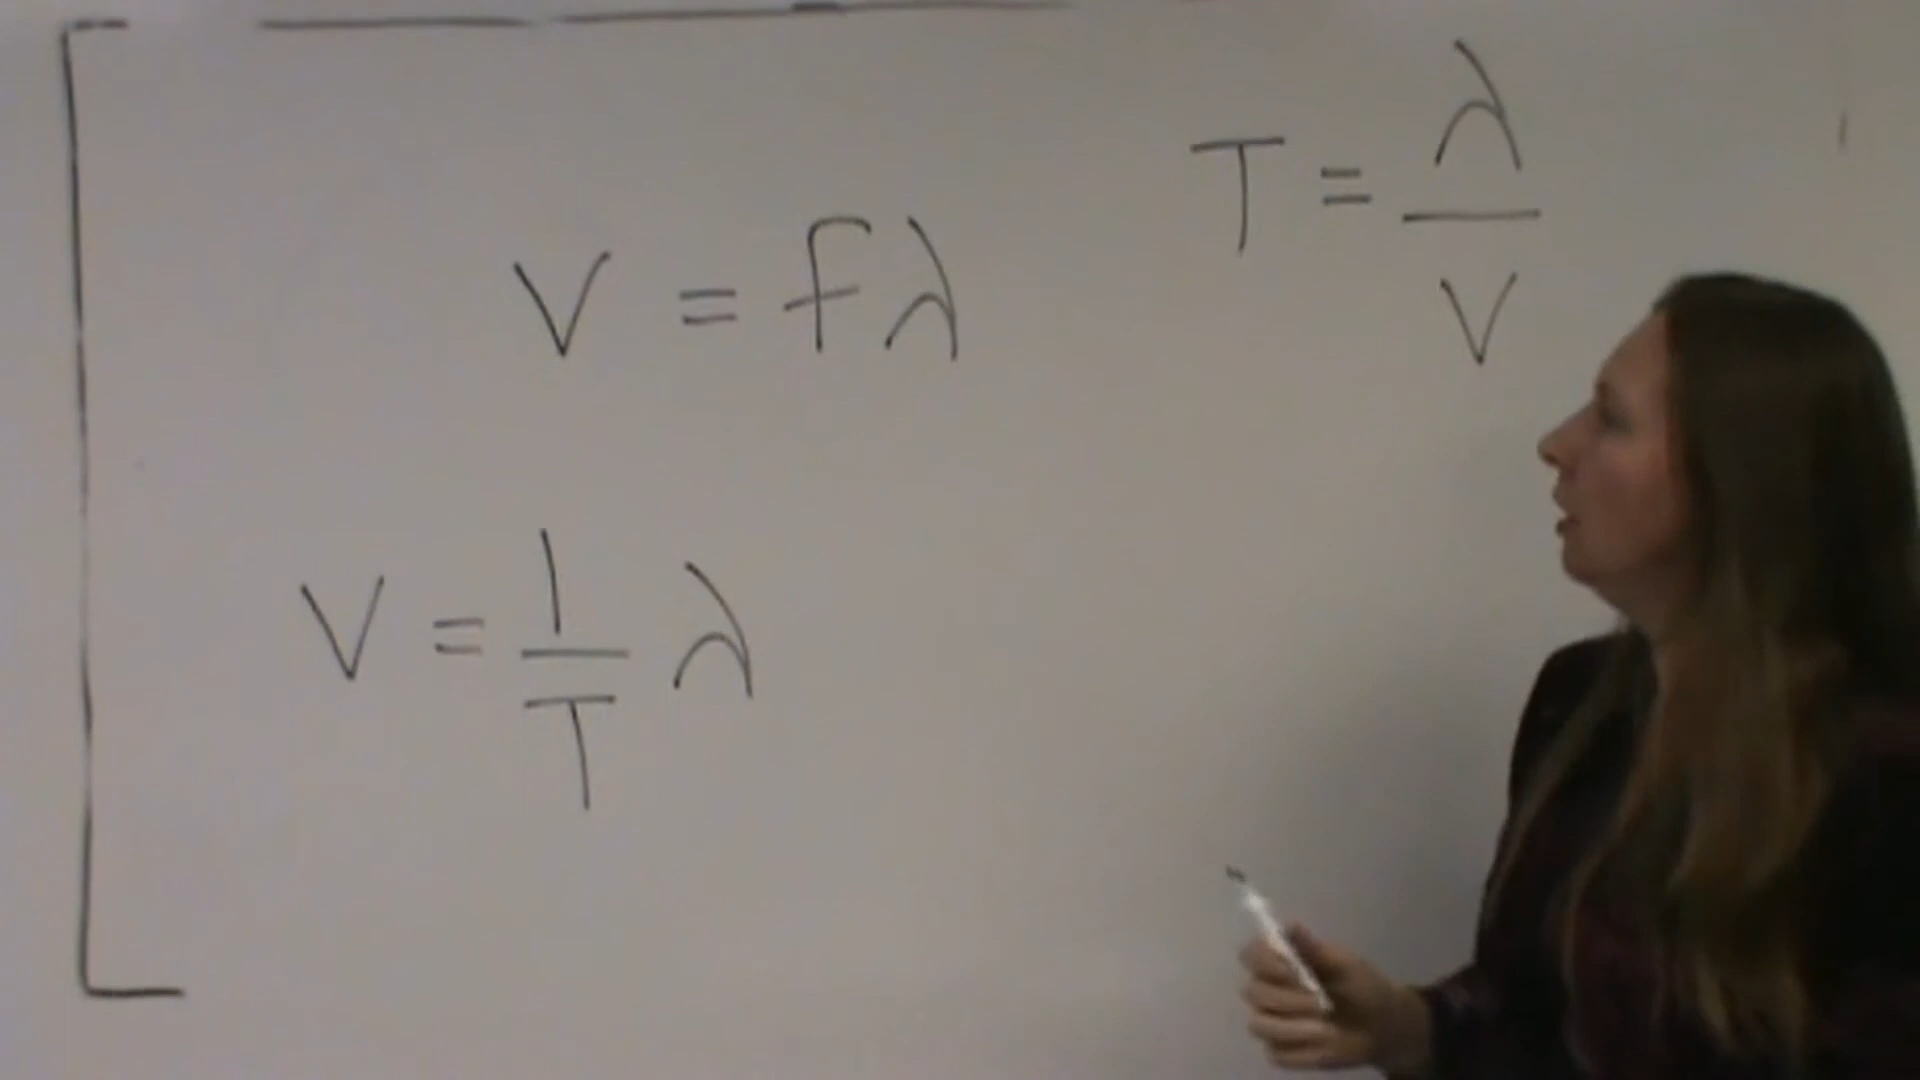 V = fλ
V = 1/T λ
T = λ/V